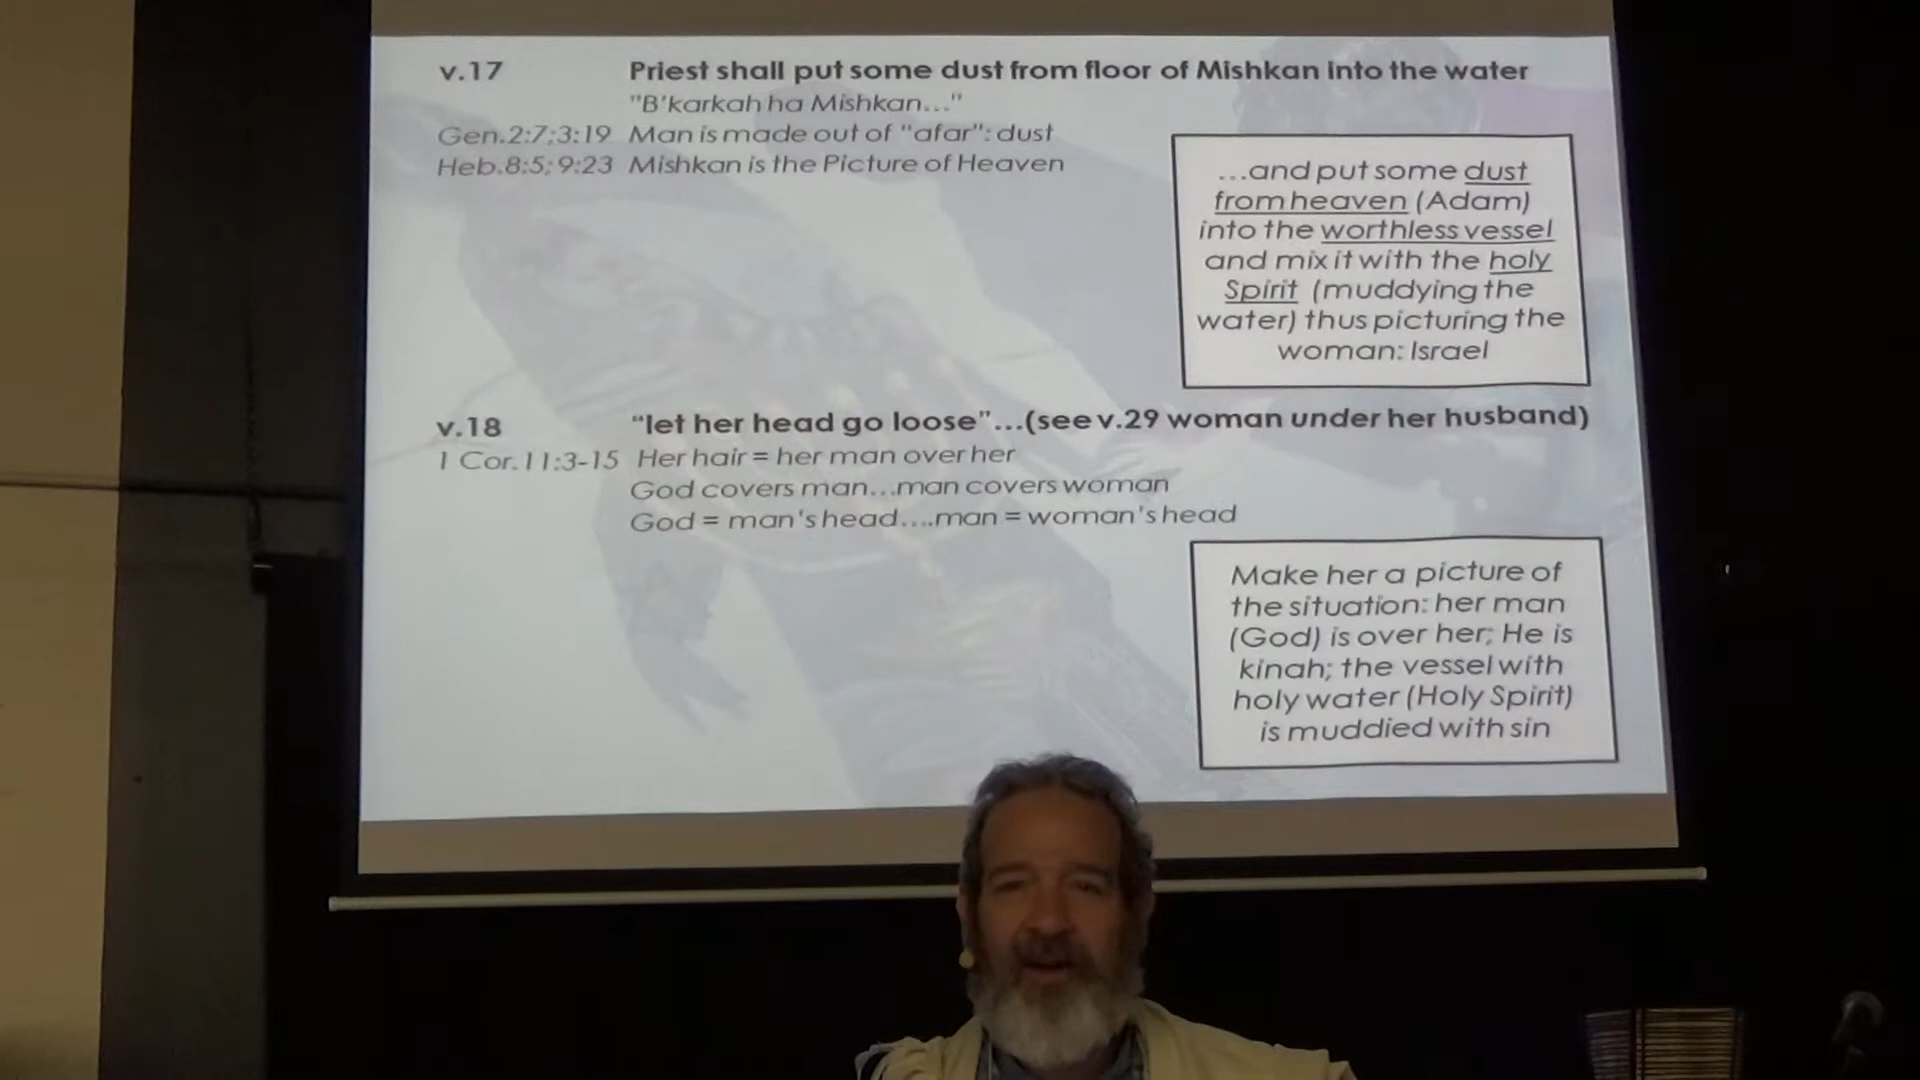 v.17 Priest shall put some dust from floor of Mishkan into the water
"B'karkah ha Mishkan..."
Gen.2:7;3:19 Man is made out of "afar": dust
Heb.8:5; 9:23 Mishkan is the Picture of Heaven
...and put some dust
from heaven (Adam)
into the worthless vessel
and mix it with the holy
Spirit (muddying the
water) thus picturing the
woman: Israel
v.18 "let her head go loose"...(see v.29 woman under her husband)
1 Cor.11:3-15 Her hair = her man over her
God covers man...man covers woman
God = man's head....man = woman's head
Make her a picture of
the situation: her man
(God) is over her; He is
kinah; the vessel with
holy water (Holy Spirit)
is muddied with sin